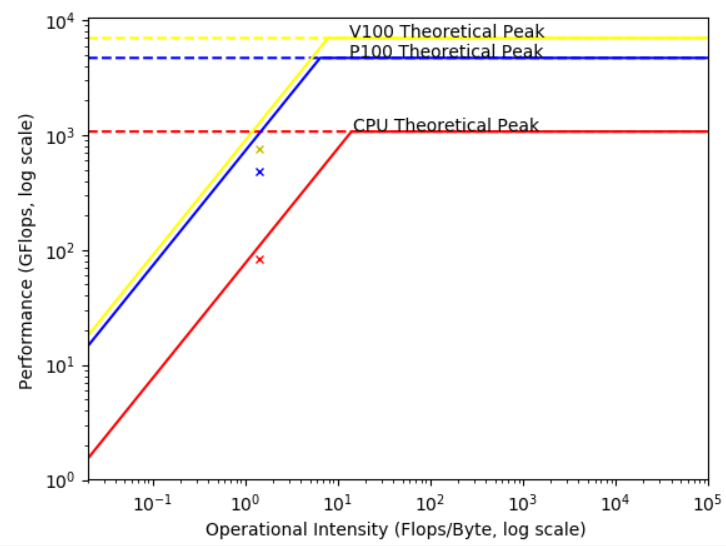 10⁴
V100 Theoretical Peak
P100 Theoretical Peak
CPU Theoretical Peak
10³
10²
10¹
10⁰
Performance (GFlops, log scale)
10⁻¹ 10⁰ 10¹ 10² 10³ 10⁴ 10⁵
Operational Intensity (Flops/Byte, log scale)